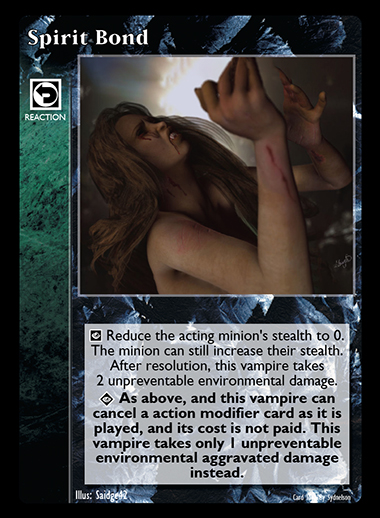 Spirit Bond
REACTION
Reduce the acting minion's stealth to 0.
The minion can still increase their stealth.
After resolution, this vampire takes
2 unpreventable environmental damage.
As above, and this vampire can
cancel a action modifier card as it is
played, and its cost is not paid. This
vampire takes only 1 unpreventable
environmental aggravated damage
instead.
Illus: Saidge42